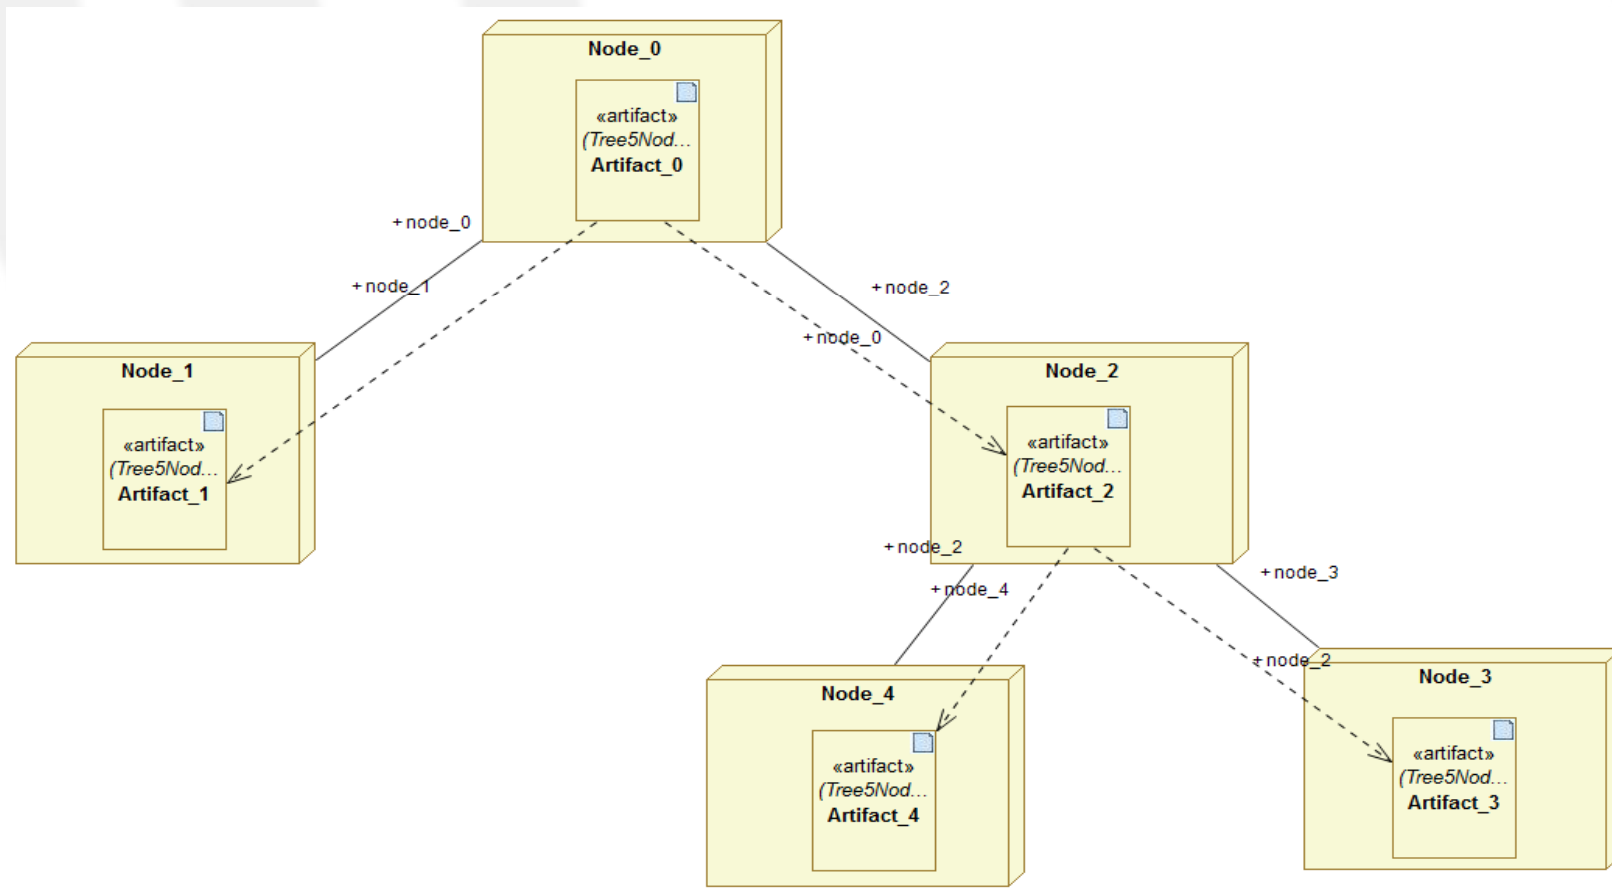 Node_0
«artifact»
(Tree5Nod...
Artifact_0
+ node_0
+ node_1
+ node_2
+ node_0
Node_1
«artifact»
(Tree5Nod...
Artifact_1
Node_2
«artifact»
(Tree5Nod...
Artifact_2
+ node_2
+ node_4
+ node_3
+ node_2
Node_4
«artifact»
(Tree5Nod...
Artifact_4
Node_3
«artifact»
(Tree5Nod...
Artifact_3